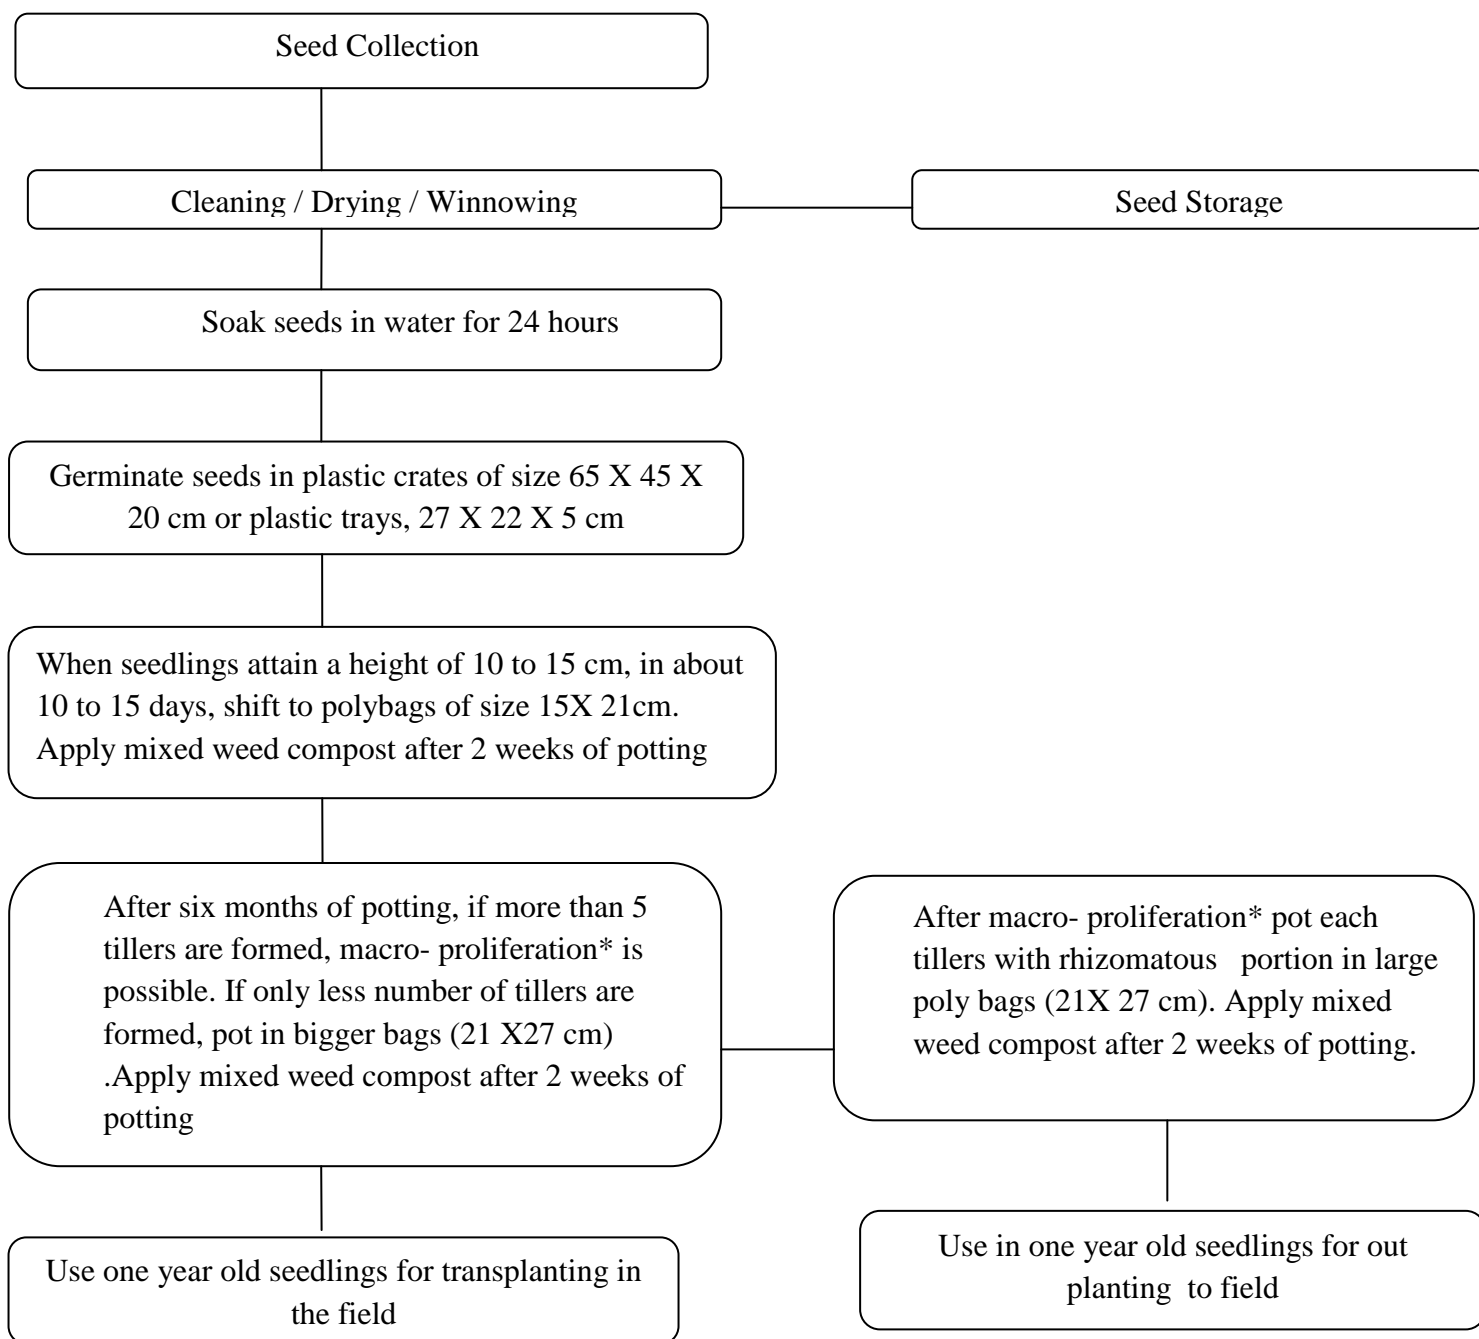 Seed Collection
Cleaning / Drying / Winnowing
Seed Storage
Soak seeds in water for 24 hours
Germinate seeds in plastic crates of size 65 X 45 X
20 cm or plastic trays, 27 X 22 X 5 cm
When seedlings attain a height of 10 to 15 cm, in about
10 to 15 days, shift to polybags of size 15X 21cm.
Apply mixed weed compost after 2 weeks of potting
After six months of potting, if more than 5
tillers are formed, macro- proliferation* is
possible. If only less number of tillers are
formed, pot in bigger bags (21 X27 cm)
.Apply mixed weed compost after 2 weeks of
potting
After macro- proliferation* pot each
tillers with rhizomatous portion in large
poly bags (21X 27 cm). Apply mixed
weed compost after 2 weeks of potting.
Use one year old seedlings for transplanting in
the field
Use in one year old seedlings for out
planting to field